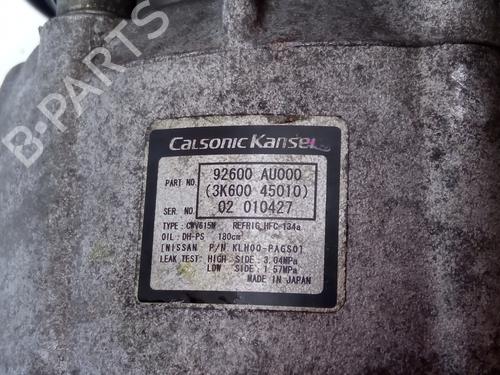 B-PARTS
Calsonic Kansei
PART NO. 92600 AU000
(3K600 45010)
SER. NO. 02 010427
TYPE : CWV615M REFRIG HFC-134a
OIL : DH-PS 180cm³
[NISSAN P/N KLH00-PAGS0]
LEAK TEST: HIGH SIDE : 3.04MPa
LOW SIDE : 1.57MPa
MADE IN JAPAN